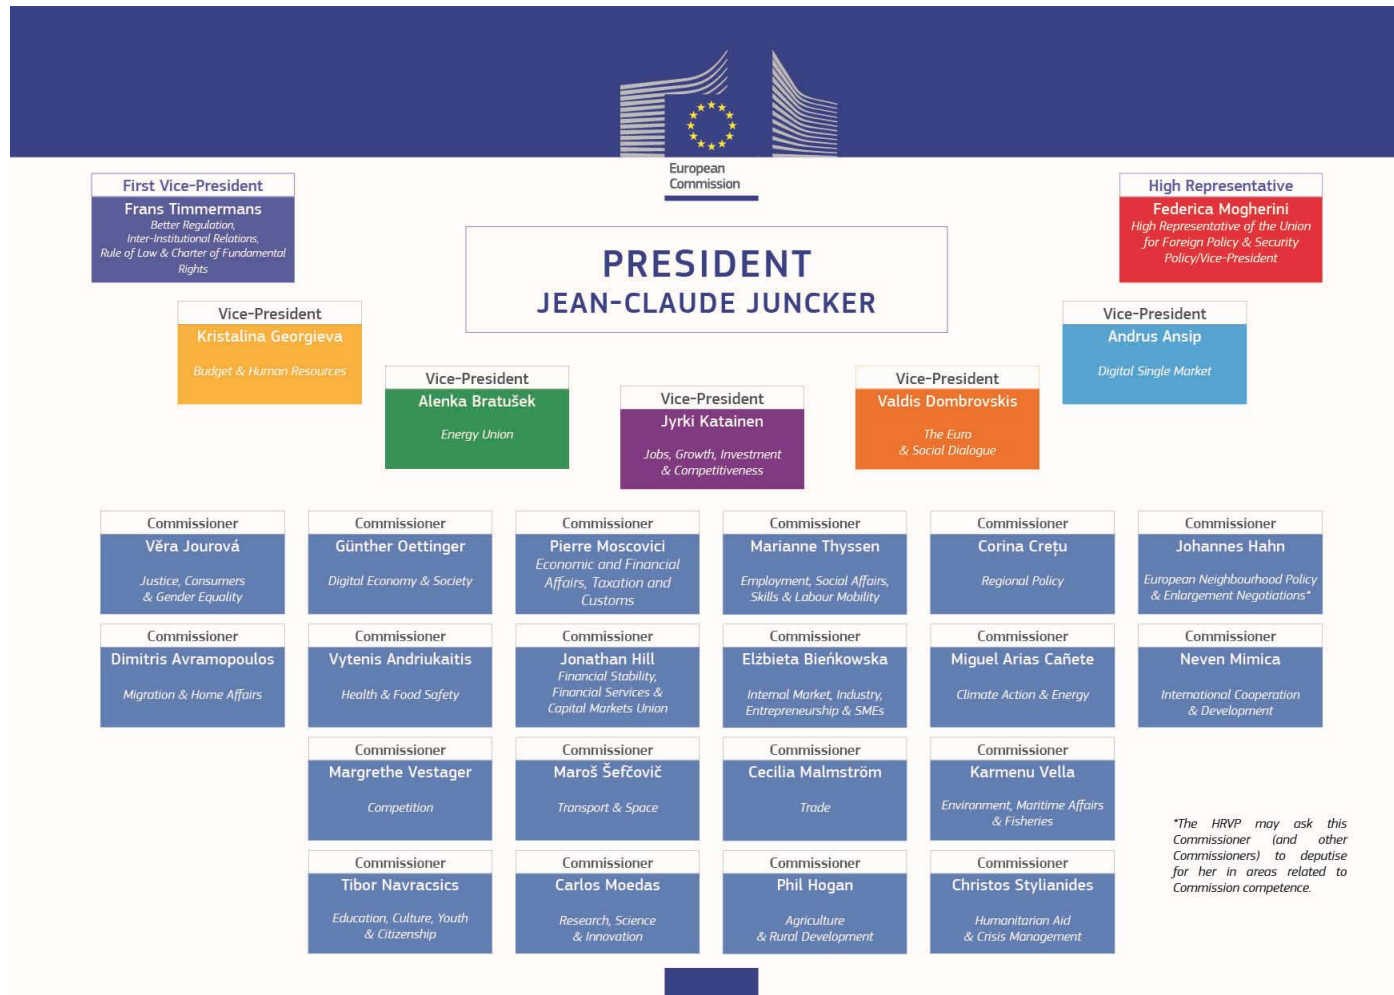 European
Commission
First Vice-President
Frans Timmermans
Better Regulation,
Inter-Institutional Relations,
Rule of Law & Charter of Fundamental
Rights
High Representative
Federica Mogherini
High Representative of the Union
for Foreign Policy & Security
Policy/Vice-President
PRESIDENT
JEAN-CLAUDE JUNCKER
Vice-President
Kristalina Georgieva
Budget & Human Resources
Vice-President
Andrus Ansip
Digital Single Market
Vice-President
Alenka Bratušek
Energy Union
Vice-President
Jyrki Katainen
Jobs, Growth, Investment
& Competitiveness
Vice-President
Valdis Dombrovskis
The Euro
& Social Dialogue
Commissioner
Věra Jourová
Justice, Consumers
& Gender Equality
Commissioner
Günther Oettinger
Digital Economy & Society
Commissioner
Pierre Moscovici
Economic and Financial
Affairs, Taxation and
Customs
Commissioner
Marianne Thyssen
Employment, Social Affairs,
Skills & Labour Mobility
Commissioner
Corina Crețu
Regional Policy
Commissioner
Johannes Hahn
European Neighbourhood Policy
& Enlargement Negotiations*
Commissioner
Dimitris Avramopoulos
Migration & Home Affairs
Commissioner
Vytenis Andriukaitis
Health & Food Safety
Commissioner
Jonathan Hill
Financial Stability,
Financial Services &
Capital Markets Union
Commissioner
Elżbieta Bieńkowska
Internal Market, Industry,
Entrepreneurship & SMEs
Commissioner
Miguel Arias Cañete
Climate Action & Energy
Commissioner
Neven Mimica
International Cooperation
& Development
Commissioner
Margrethe Vestager
Competition
Commissioner
Maroš Šefčovič
Transport & Space
Commissioner
Cecilia Malmström
Trade
Commissioner
Karmenu Vella
Environment, Maritime Affairs
& Fisheries
Commissioner
Tibor Navracsics
Education, Culture, Youth
& Citizenship
Commissioner
Carlos Moedas
Research, Science
& Innovation
Commissioner
Phil Hogan
Agriculture
& Rural Development
Commissioner
Christos Stylianides
Humanitarian Aid
& Crisis Management
*The HRVP may ask this
Commissioner (and other
Commissioners) to deputise
for her in areas related to
Commission competence.